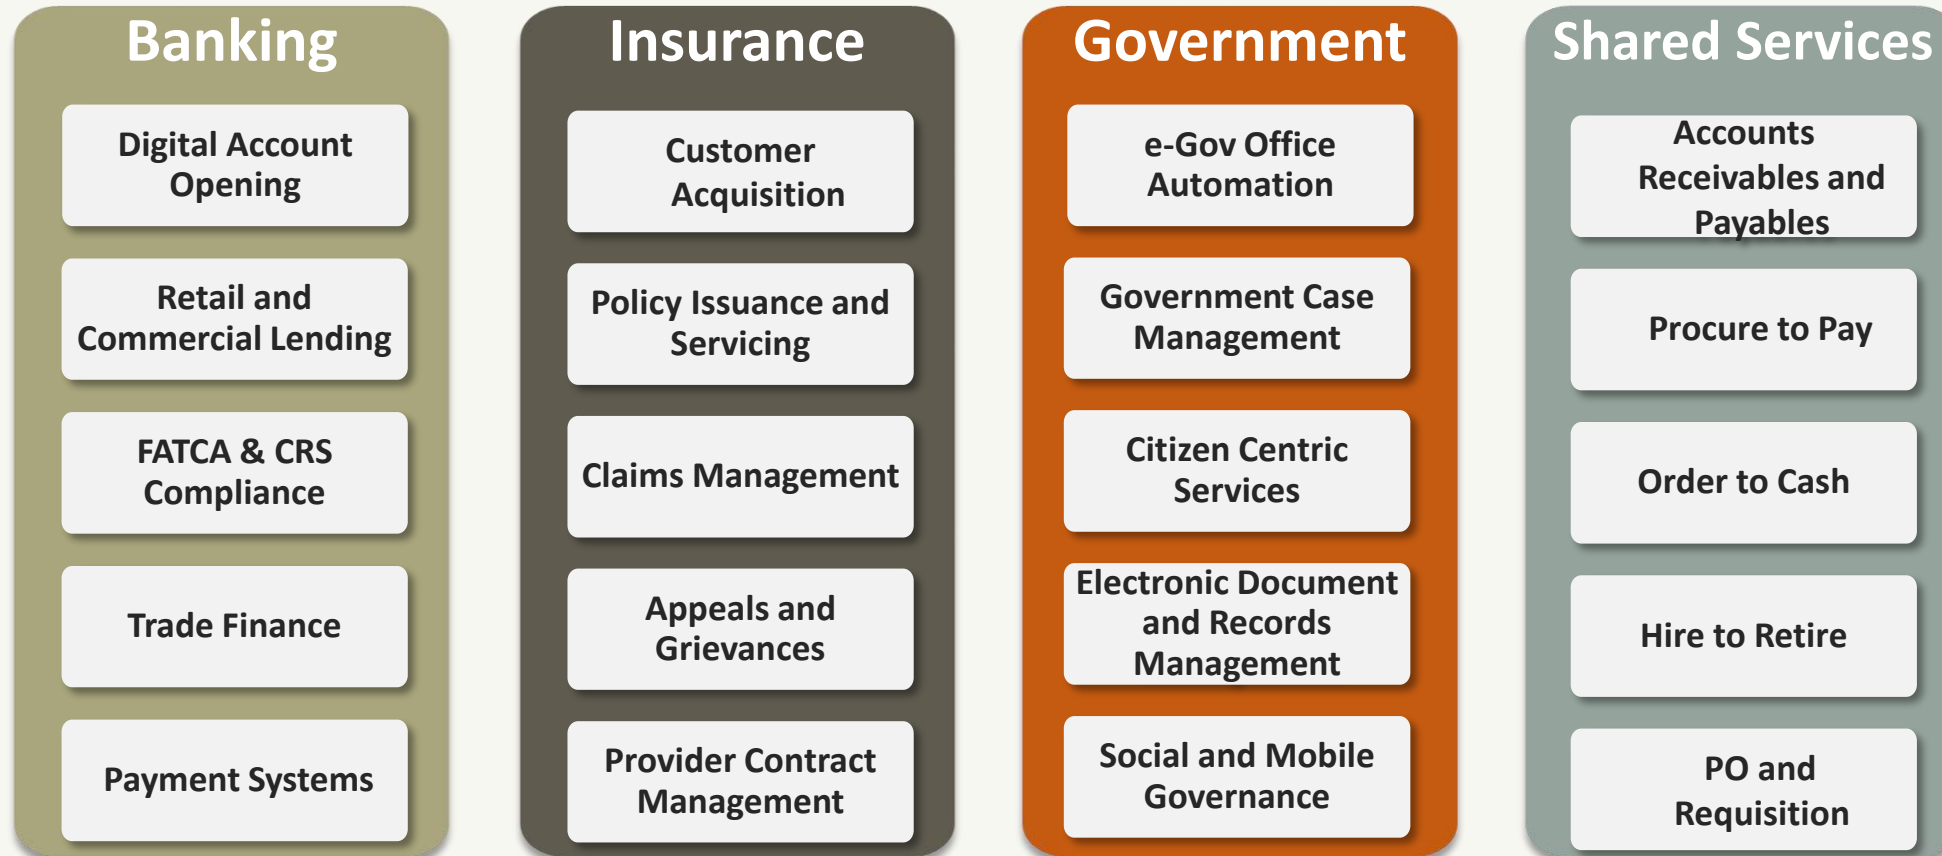 Banking
Digital Account
Opening
Retail and
Commercial Lending
FATCA & CRS
Compliance
Trade Finance
Payment Systems
Insurance
Customer
Acquisition
Policy Issuance and
Servicing
Claims Management
Appeals and
Grievances
Provider Contract
Management
Government
e-Gov Office
Automation
Government Case
Management
Citizen Centric
Services
Electronic Document
and Records
Management
Social and Mobile
Governance
Shared Services
Accounts
Receivables and
Payables
Procure to Pay
Order to Cash
Hire to Retire
PO and
Requisition